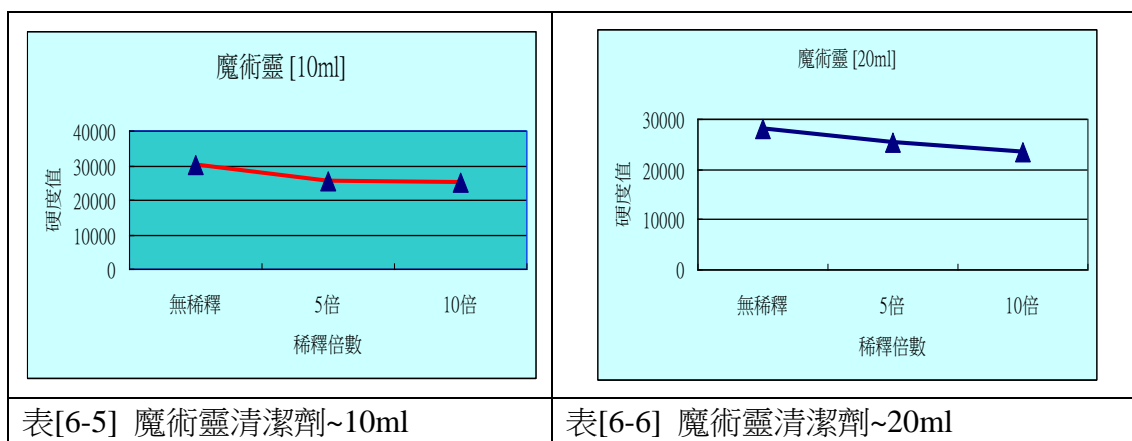 魔術靈 [10ml]
40000
30000
20000
10000
0
硬度值
無稀釋 5倍 10倍
稀釋倍數
表[6-5] 魔術靈清潔劑~10ml
魔術靈 [20ml]
30000
20000
10000
0
硬度值
無稀釋 5倍 10倍
稀釋倍數
表[6-6] 魔術靈清潔劑~20ml